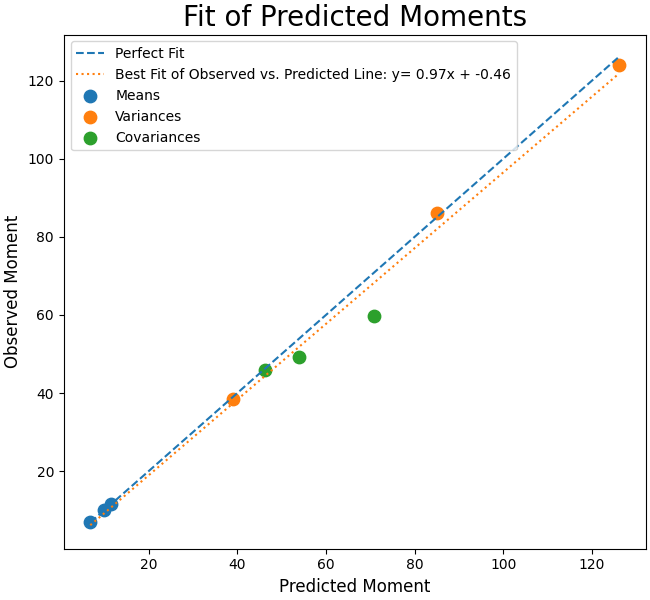 Fit of Predicted Moments
Perfect Fit
Best Fit of Observed vs. Predicted Line: y= 0.97x + -0.46
Means
Variances
Covariances
120
100
80
60
40
20
Observed Moment
20 40 60 80 100 120
Predicted Moment